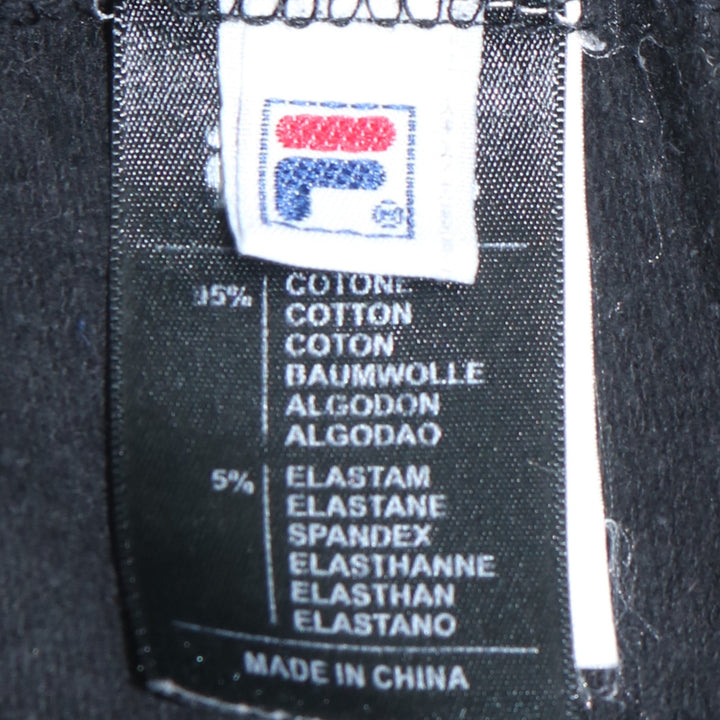 95% COTONE
COTTON
COTON
BAUMWOLLE
ALGODON
ALGODAO
5% ELASTAM
ELASTANE
SPANDEX
ELASTHANNE
ELASTHAN
ELASTANO
MADE IN CHINA